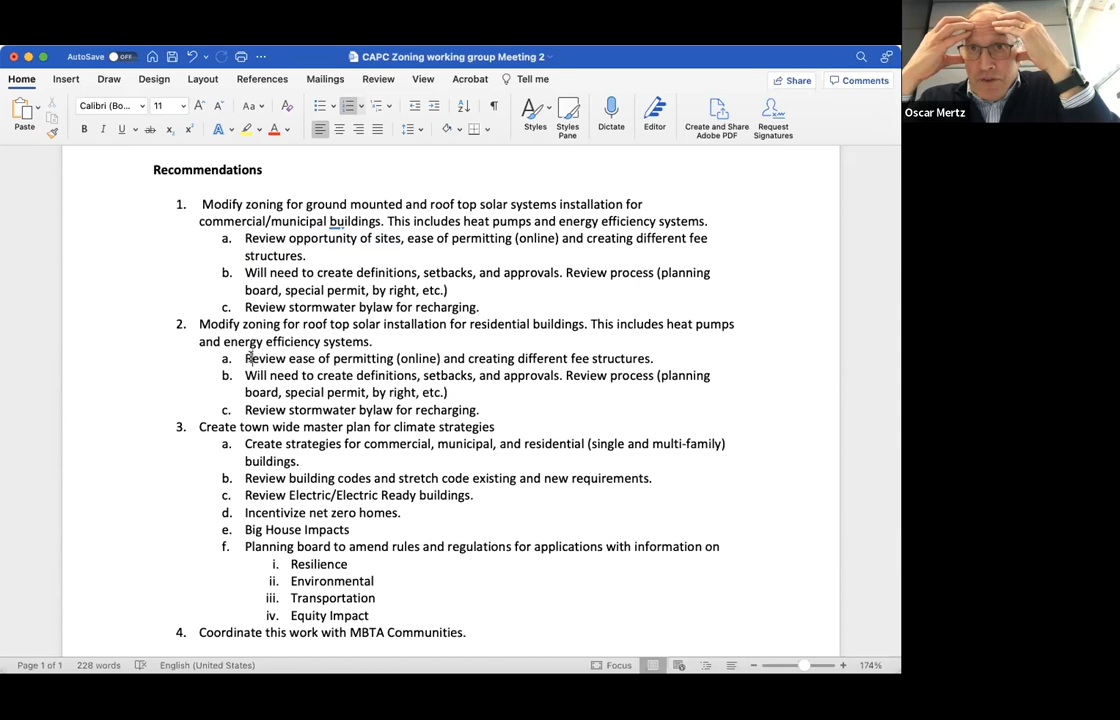 AutoSave OFF
CAPC Zoning working group Meeting 2
Home Insert Draw Design Layout References Mailings Review View Acrobat Tell me
Share Comments
Paste
Calibri (Bo... 11
Aa
B I U ab x₂ x² A A
Styles
Styles Pane
Dictate
Editor
Create and Share Adobe PDF
Request Signatures
Oscar Mertz
Recommendations
1. Modify zoning for ground mounted and roof top solar systems installation for
commercial/municipal buildings. This includes heat pumps and energy efficiency systems.
a. Review opportunity of sites, ease of permitting (online) and creating different fee
structures.
b. Will need to create definitions, setbacks, and approvals. Review process (planning
board, special permit, by right, etc.)
c. Review stormwater bylaw for recharging.
2. Modify zoning for roof top solar installation for residential buildings. This includes heat pumps
and energy efficiency systems.
a. Review ease of permitting (online) and creating different fee structures.
b. Will need to create definitions, setbacks, and approvals. Review process (planning
board, special permit, by right, etc.)
c. Review stormwater bylaw for recharging.
3. Create town wide master plan for climate strategies
a. Create strategies for commercial, municipal, and residential (single and multi-family)
buildings.
b. Review building codes and stretch code existing and new requirements.
c. Review Electric/Electric Ready buildings.
d. Incentivize net zero homes.
e. Big House Impacts
f. Planning board to amend rules and regulations for applications with information on
i. Resilience
ii. Environmental
iii. Transportation
iv. Equity Impact
4. Coordinate this work with MBTA Communities.
Page 1 of 1 228 words English (United States) Focus 174%